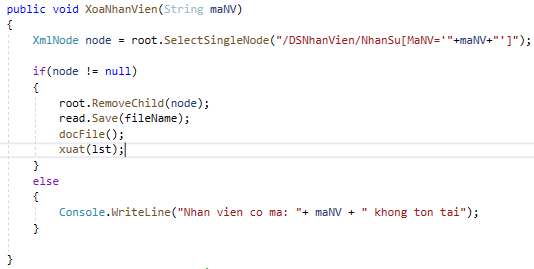 public void XoaNhanVien(String maNV)
{
XmlNode node = root.SelectSingleNode("/DSNhanVien/NhanSu[MaNV='"+maNV+"']");
if(node != null)
{
root.RemoveChild(node);
read.Save(fileName);
docFile();
xuat(lst);
}
else
{
Console.WriteLine("Nhan vien co ma: "+ maNV + " khong ton tai");
}
}